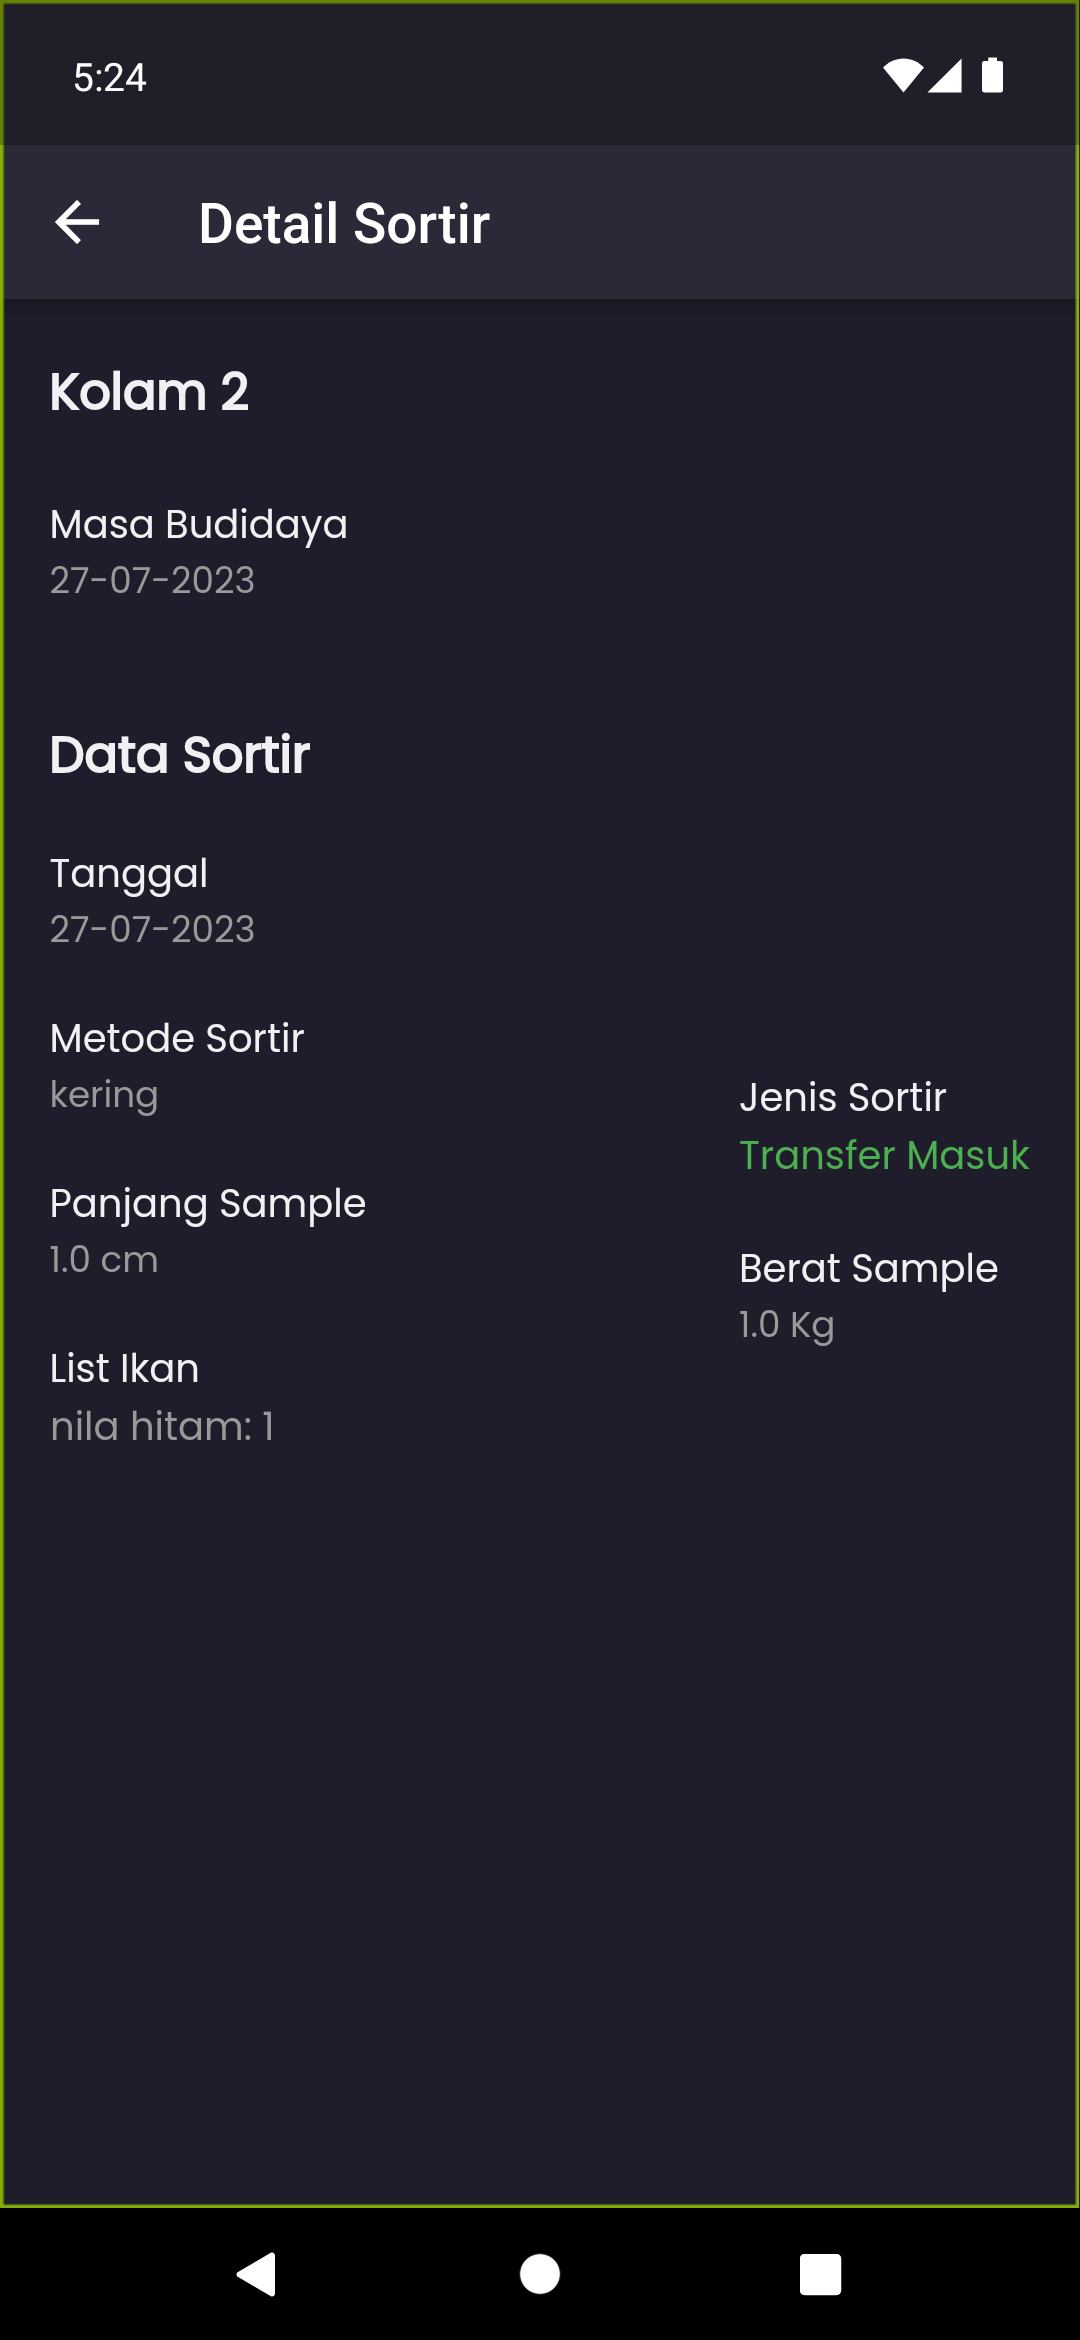 5:24
Detail Sortir
Kolam 2
Masa Budidaya
27-07-2023
Data Sortir
Tanggal
27-07-2023
Metode Sortir
kering
Panjang Sample
1.0 cm
List Ikan
nila hitam: 1
Jenis Sortir
Transfer Masuk
Berat Sample
1.0 Kg